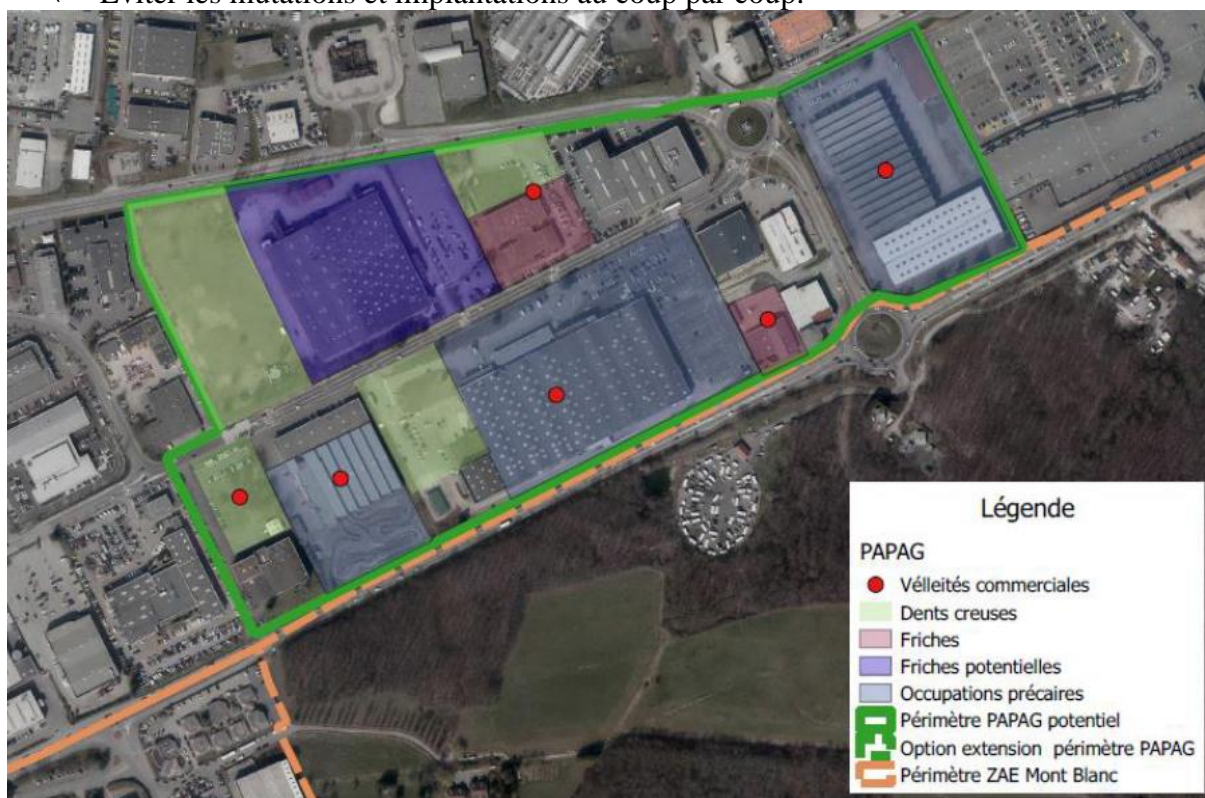 Éviter les mutations et implantations au coup par coup.
Légende
PAPAG
Vélleités commerciales
Dents creuses
Friches
Friches potentielles
Occupations précaires
Périmètre PAPAG potentiel
Option extension périmètre PAPAG
Périmètre ZAE Mont Blanc